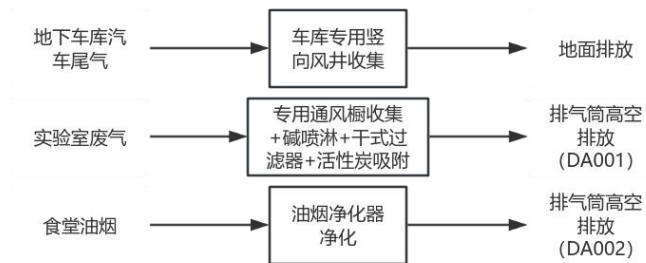 地下车库汽
车尾气
车库专用竖
向风井收集
地面排放
实验室废气
专用通风橱收集
+碱喷淋+干式过
滤器+活性炭吸附
排气筒高空
排放
(DA001)
食堂油烟
油烟净化器
净化
排气筒高空
排放
(DA002)